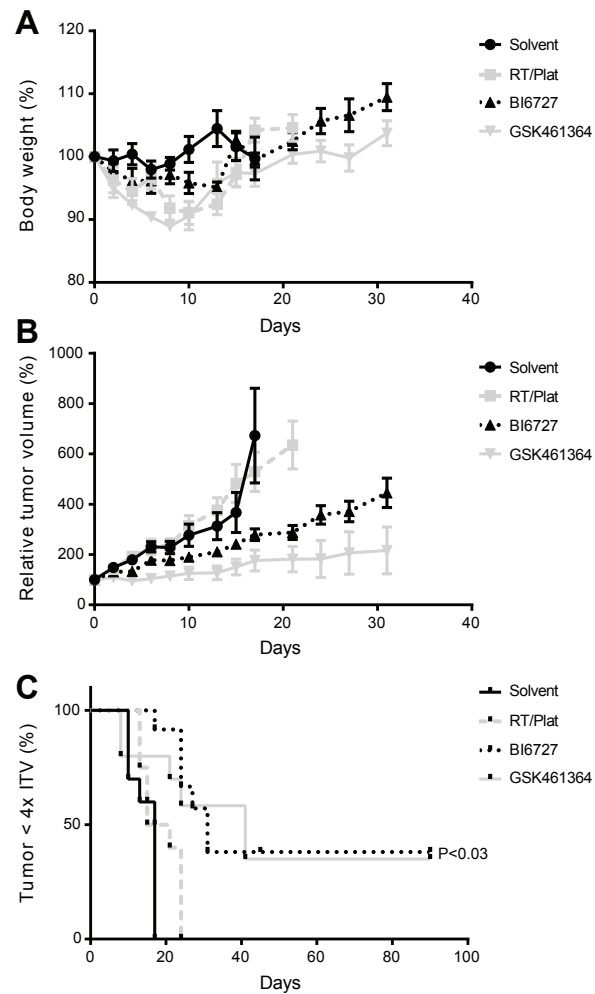 A
Body weight (%)
120
110
100
90
80
0
10
20
30
40
Days
Solvent
RT/Plat
BI6727
GSK461364
B
Relative tumor volume (%)
1000
800
600
400
200
0
0
10
20
30
40
Days
Solvent
RT/Plat
BI6727
GSK461364
C
Tumor < 4x ITV (%)
100
50
0
0
20
40
60
80
100
Days
Solvent
RT/Plat
BI6727
GSK461364
P<0.03